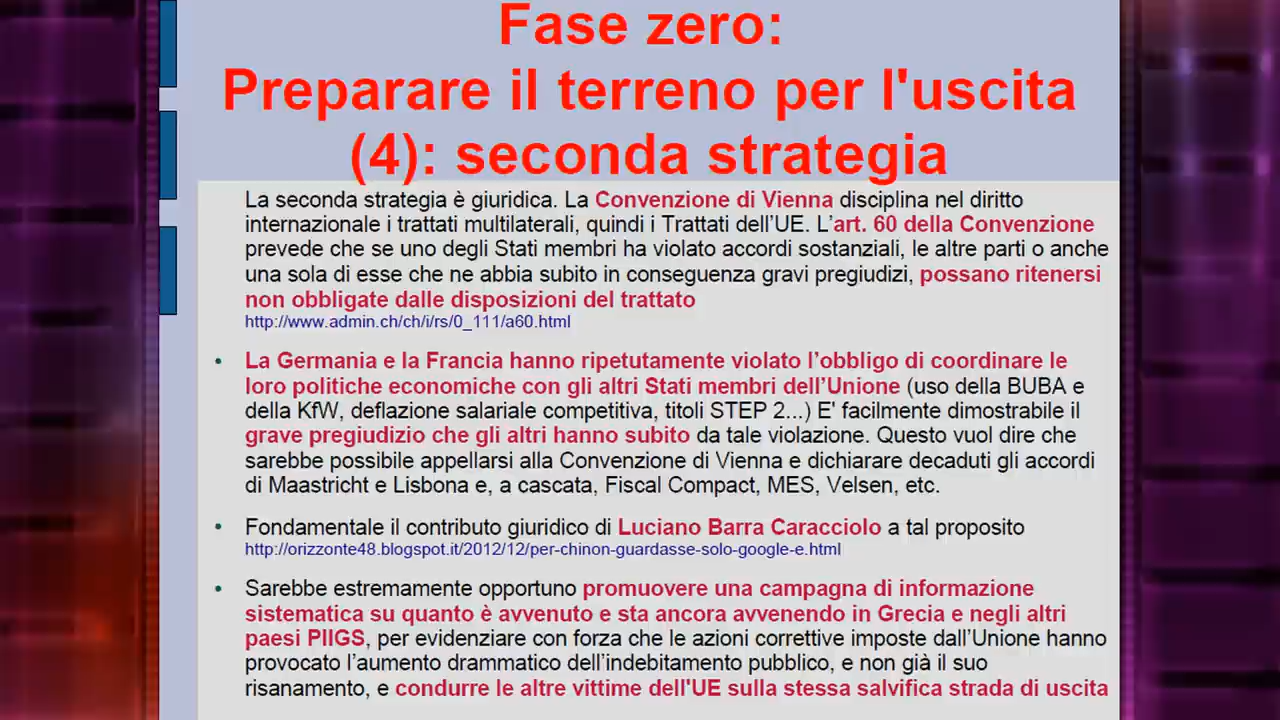 Fase zero:
Preparare il terreno per l'uscita
(4): seconda strategia
La seconda strategia è giuridica. La Convenzione di Vienna disciplina nel diritto
internazionale i trattati multilaterali, quindi i Trattati dell’UE. L’art. 60 della Convenzione
prevede che se uno degli Stati membri ha violato accordi sostanziali, le altre parti o anche
una sola di esse che ne abbia subito in conseguenza gravi pregiudizi, possano ritenersi
non obbligate dalle disposizioni del trattato
http://www.admin.ch/ch/i/rs/0_111/a60.html
• La Germania e la Francia hanno ripetutamente violato l’obbligo di coordinare le
loro politiche economiche con gli altri Stati membri dell’Unione (uso della BUBA e
della KfW, deflazione salariale competitiva, titoli STEP 2...) E' facilmente dimostrabile il
grave pregiudizio che gli altri hanno subito da tale violazione. Questo vuol dire che
sarebbe possibile appellarsi alla Convenzione di Vienna e dichiarare decaduti gli accordi
di Maastricht e Lisbona e, a cascata, Fiscal Compact, MES, Velsen, etc.
• Fondamentale il contributo giuridico di Luciano Barra Caracciolo a tal proposito
http://orizzonte48.blogspot.it/2012/12/per-chinon-guardasse-solo-google-e.html
• Sarebbe estremamente opportuno promuovere una campagna di informazione
sistematica su quanto è avvenuto e sta ancora avvenendo in Grecia e negli altri
paesi PIIGS, per evidenziare con forza che le azioni correttive imposte dall’Unione hanno
provocato l’aumento drammatico dell’indebitamento pubblico, e non già il suo
risanamento, e condurre le altre vittime dell'UE sulla stessa salvifica strada di uscita